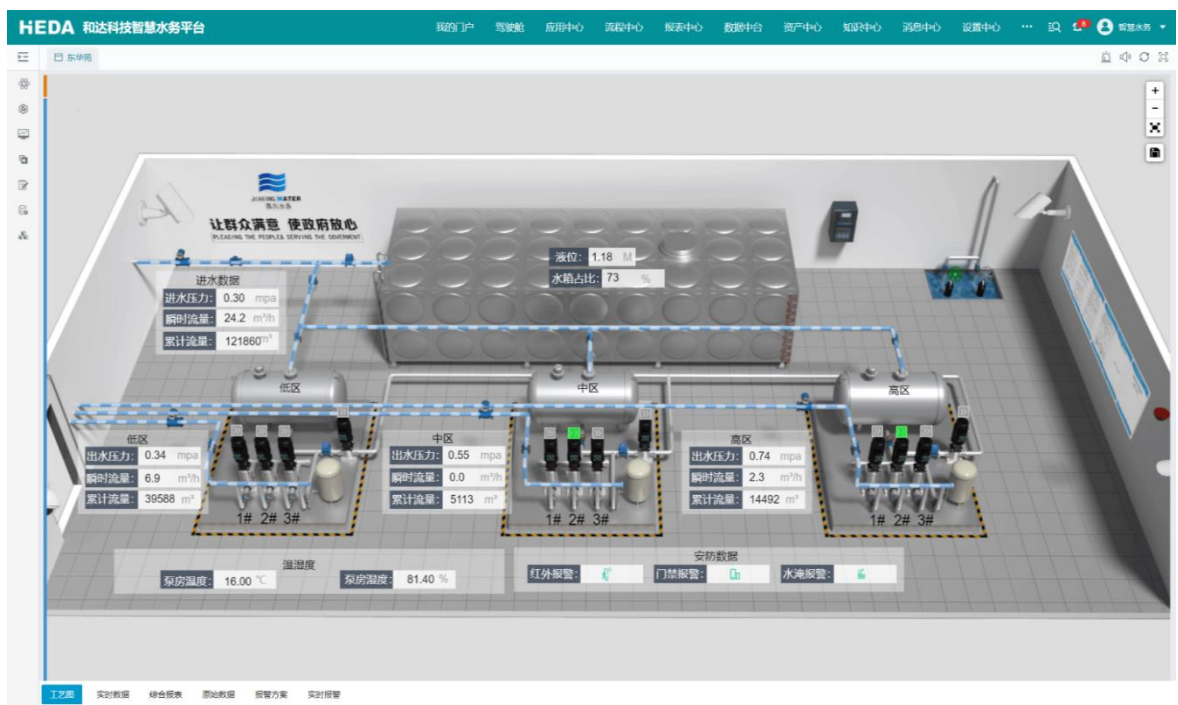 HEDA 和达科技智慧水务平台
我的门户 驾驶舱 应用中心 流程中心 报表中心 数据中台 资产中心 知识中心 消息中心 设置中心 ··· 智慧水务
让群众满意 使政府放心
PLEASING THE PEOPLE& SERVING THE GOVERNMENT
液位: 1.18 M
水箱占比: 73 %
进水数据
进水压力: 0.30 mpa
瞬时流量: 24.2 m³/h
累计流量: 121860 m³
低区
中区
高区
低区
出水压力: 0.34 mpa
瞬时流量: 6.9 m³/h
累计流量: 39588 m³
1# 2# 3#
中区
出水压力: 0.55 mpa
瞬时流量: 0.0 m³/h
累计流量: 5113 m³
1# 2# 3#
高区
出水压力: 0.74 mpa
瞬时流量: 2.3 m³/h
累计流量: 14492 m³
1# 2# 3#
温湿度
泵房温度: 16.00 ℃ 泵房湿度: 81.40 %
安防数据
红外报警: 门禁报警: 水淹报警:
工艺图 实时数据 综合报表 原始数据 报警方案 实时报警